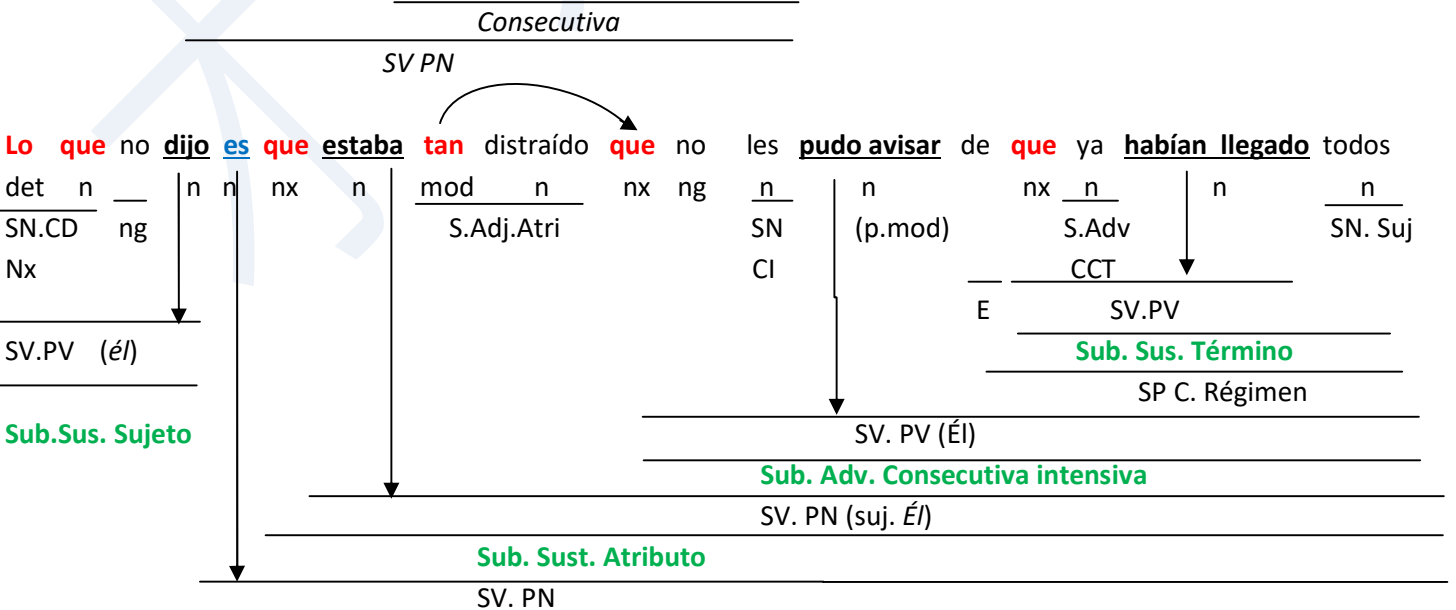 Consecutiva
SV PN
Lo que no dijo es que estaba tan distraído que no les pudo avisar de que ya habían llegado todos
det n n n nx n mod n nx ng n n nx n n n
SN.CD ng S.Adj.Atri SN (p.mod) S.Adv SN. Suj
Nx CI CCT
E SV.PV
SV.PV (él) Sub. Sus. Término
SP C. Régimen
Sub.Sus. Sujeto SV. PV (Él)
Sub. Adv. Consecutiva intensiva
SV. PN (suj. Él)
Sub. Sust. Atributo
SV. PN